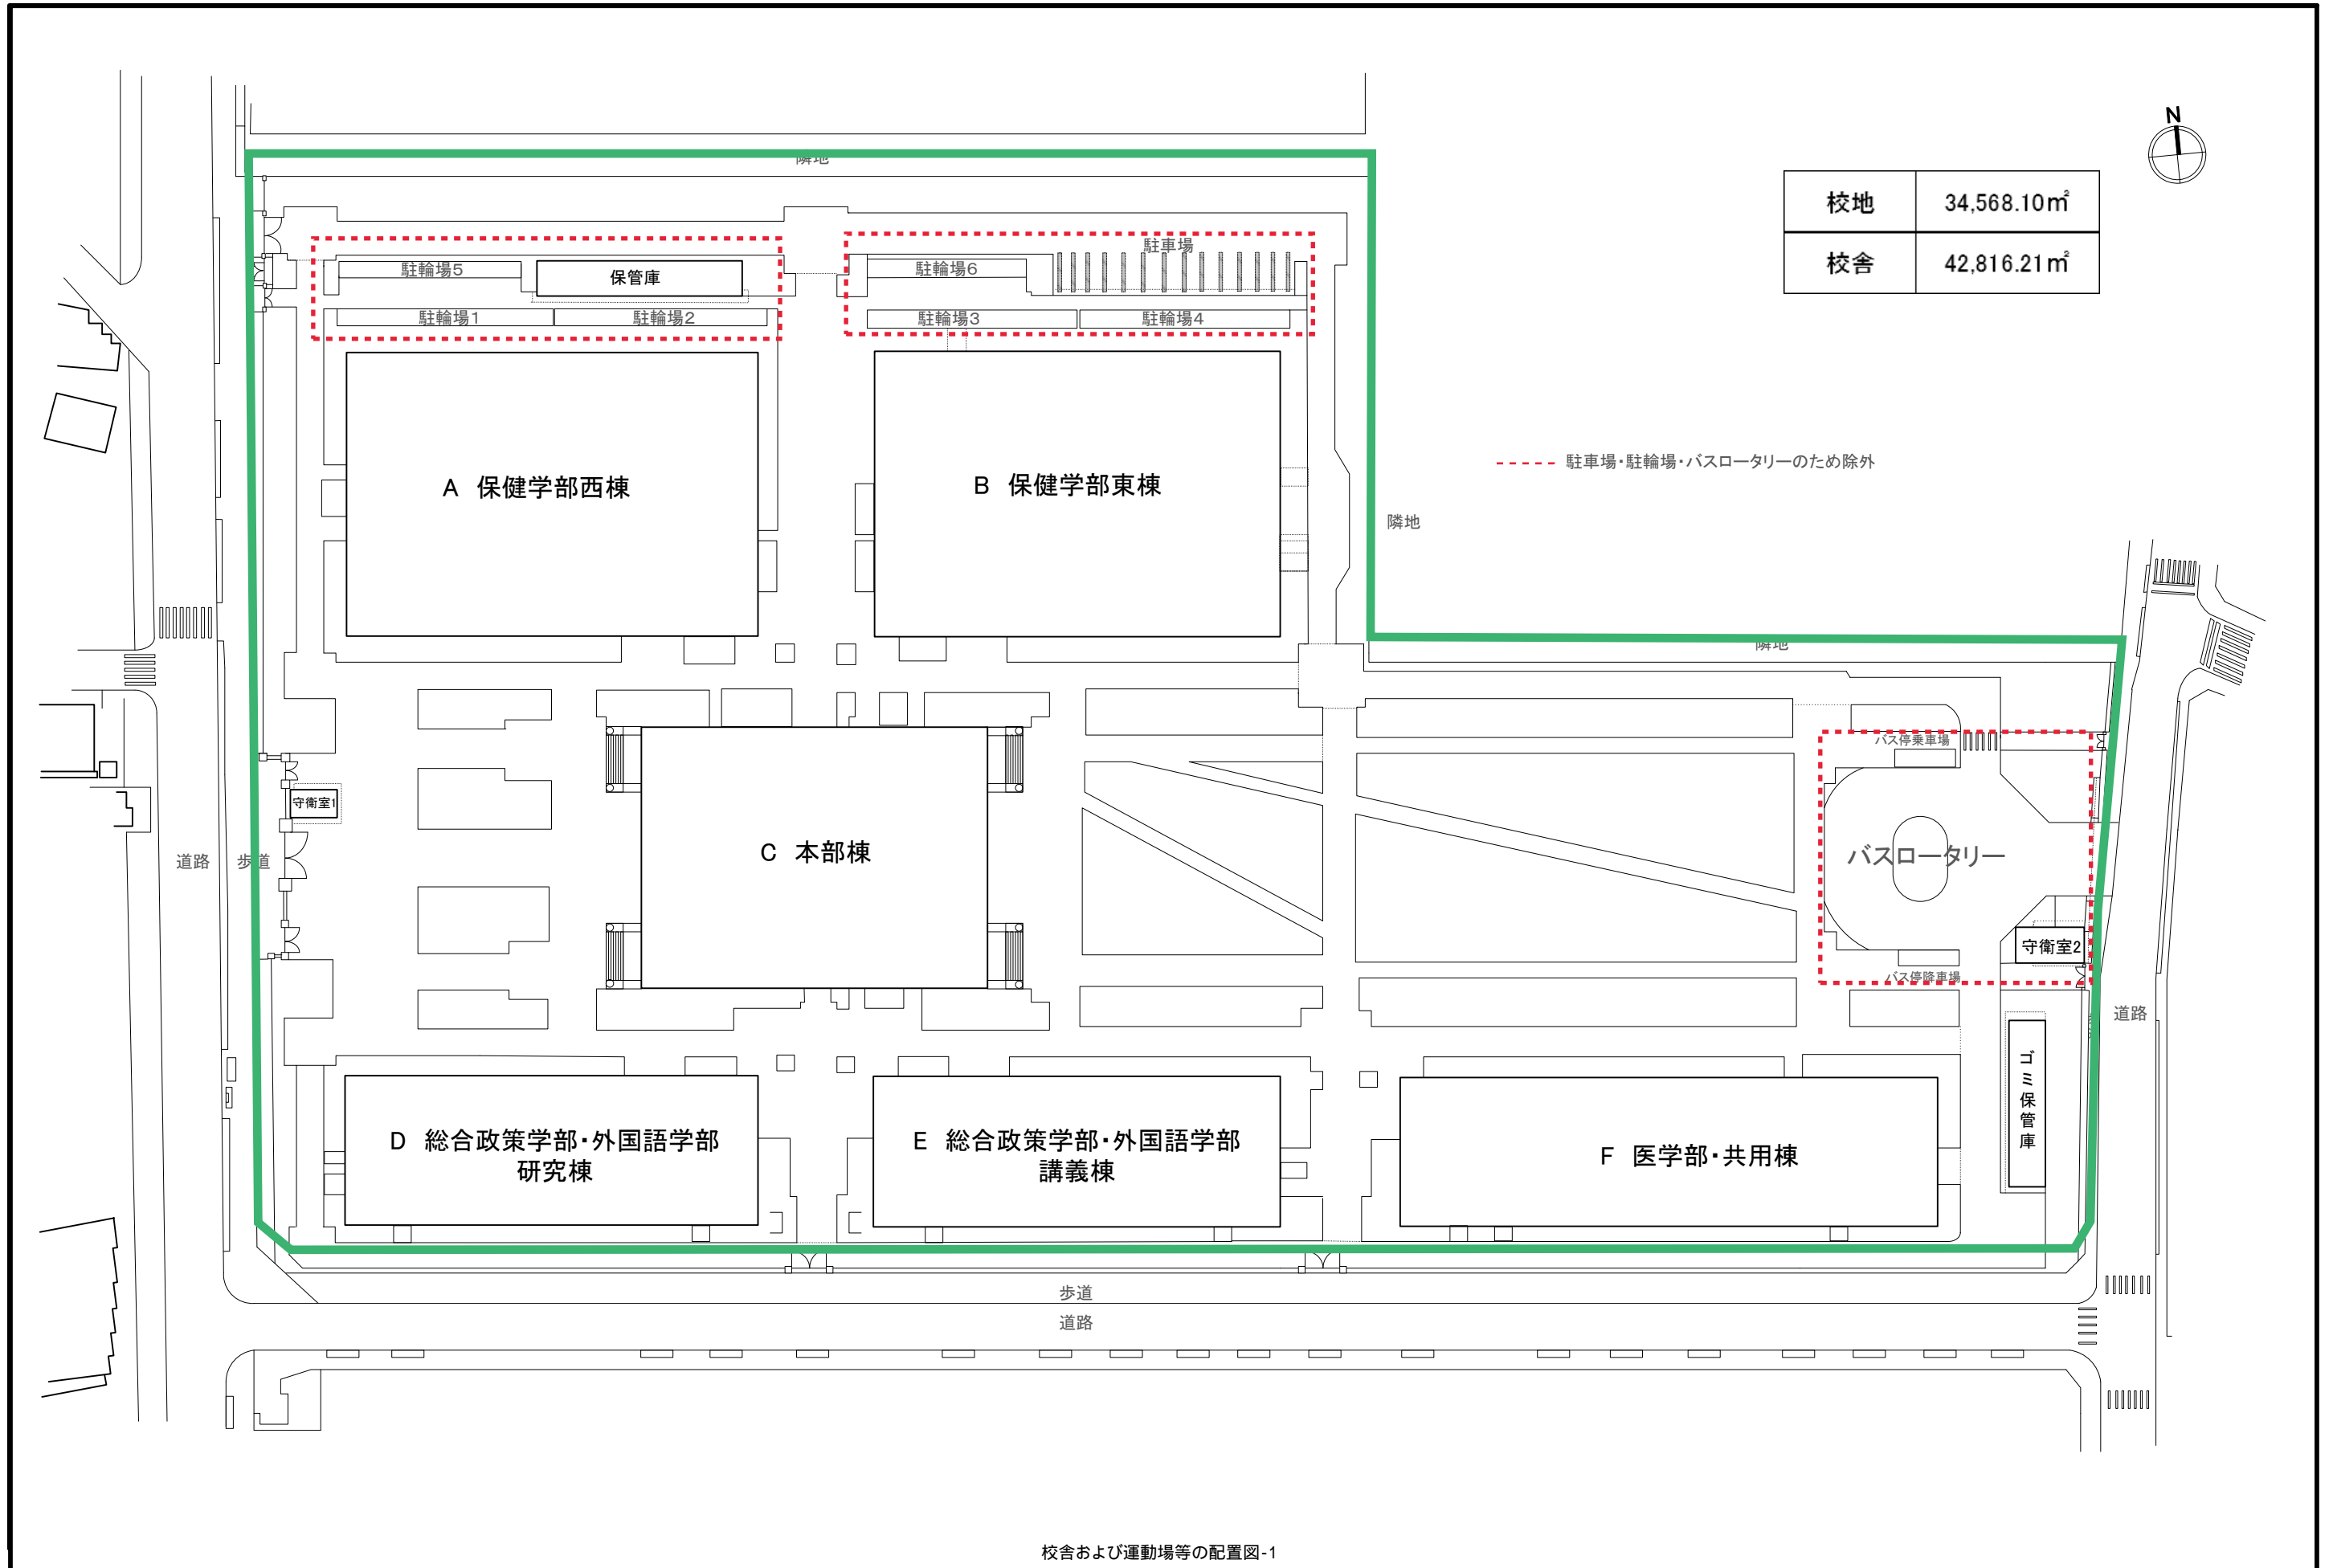 隣地
N
校地 34,568.10㎡
校舎 42,816.21㎡
駐車場
駐輪場5
保管庫
駐輪場6
駐輪場1
駐輪場2
駐輪場3
駐輪場4
駐車場・駐輪場・バスロータリーのため除外
A 保健学部西棟
B 保健学部東棟
隣地
隣地
バス停乗車場
守衛室1
C 本部棟
バスロータリー
道路
歩道
守衛室2
バス停降車場
道路
ゴミ保管庫
D 総合政策学部・外国語学部
研究棟
E 総合政策学部・外国語学部
講義棟
F 医学部・共用棟
歩道
道路
校舎および運動場等の配置図-1